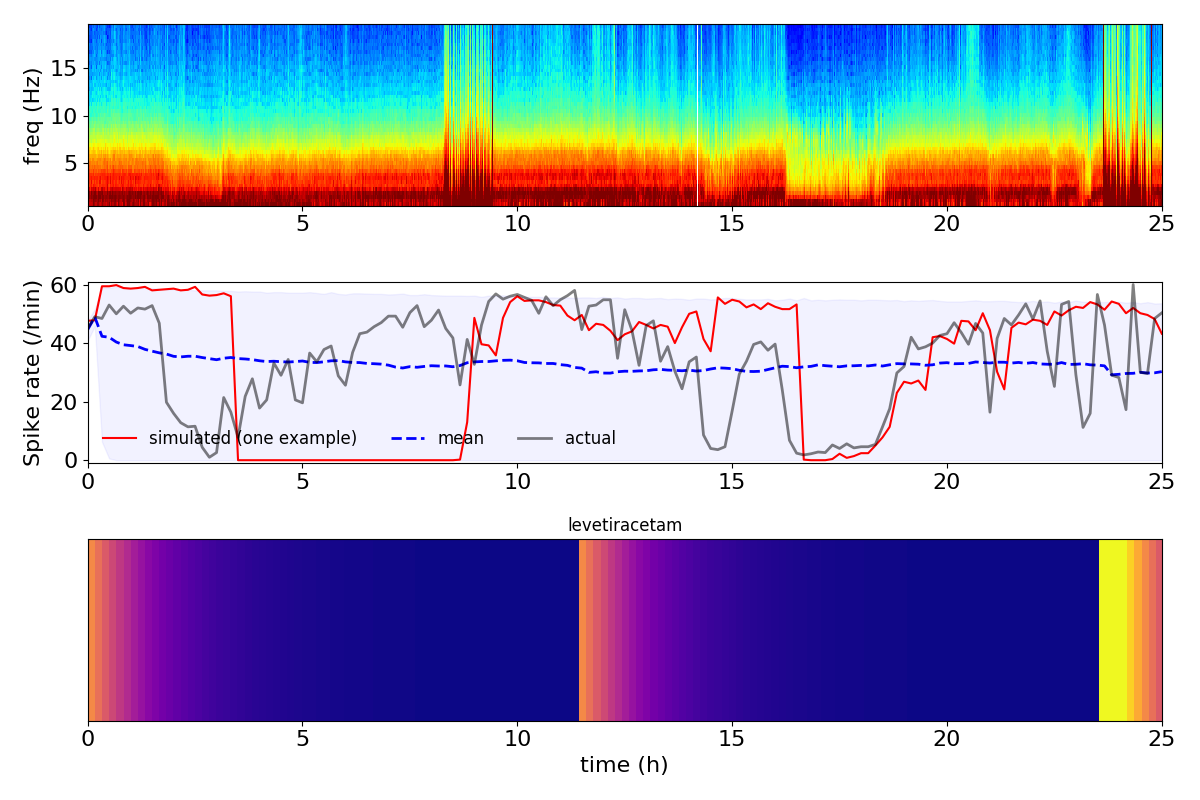 freq (Hz)
15
10
5
0 5 10 15 20 25
Spike rate (/min)
60
40
20
0
simulated (one example) mean actual
0 5 10 15 20 25
levetiracetam
0 5 10 15 20 25
time (h)